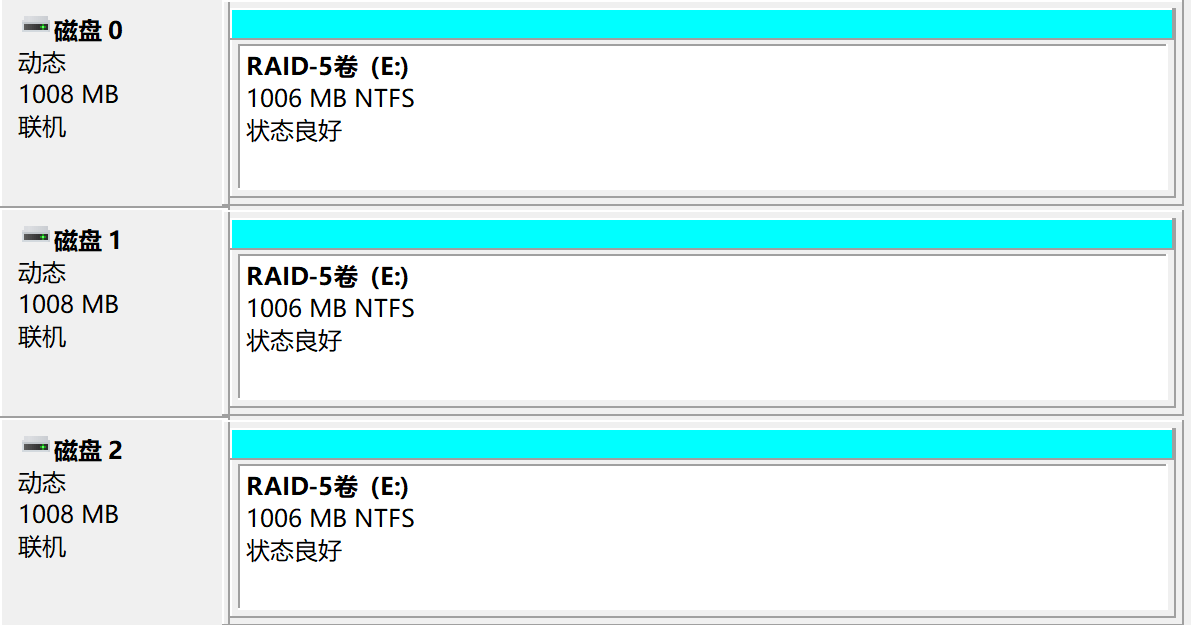 磁盘 0
动态
1008 MB
联机
RAID-5卷 (E:)
1006 MB NTFS
状态良好
磁盘 1
动态
1008 MB
联机
RAID-5卷 (E:)
1006 MB NTFS
状态良好
磁盘 2
动态
1008 MB
联机
RAID-5卷 (E:)
1006 MB NTFS
状态良好